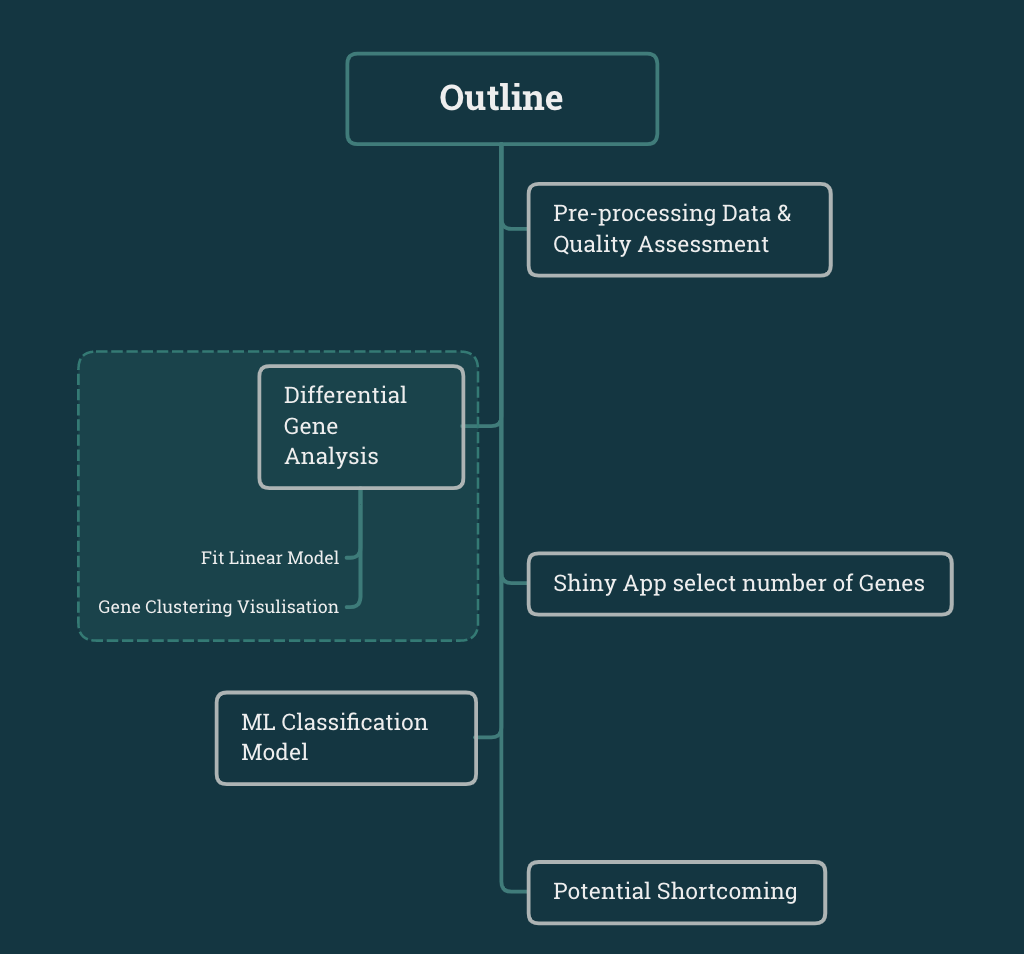 Outline
Pre-processing Data &
Quality Assessment
Differential
Gene
Analysis
Fit Linear Model
Gene Clustering Visulisation
Shiny App select number of Genes
ML Classification
Model
Potential Shortcoming